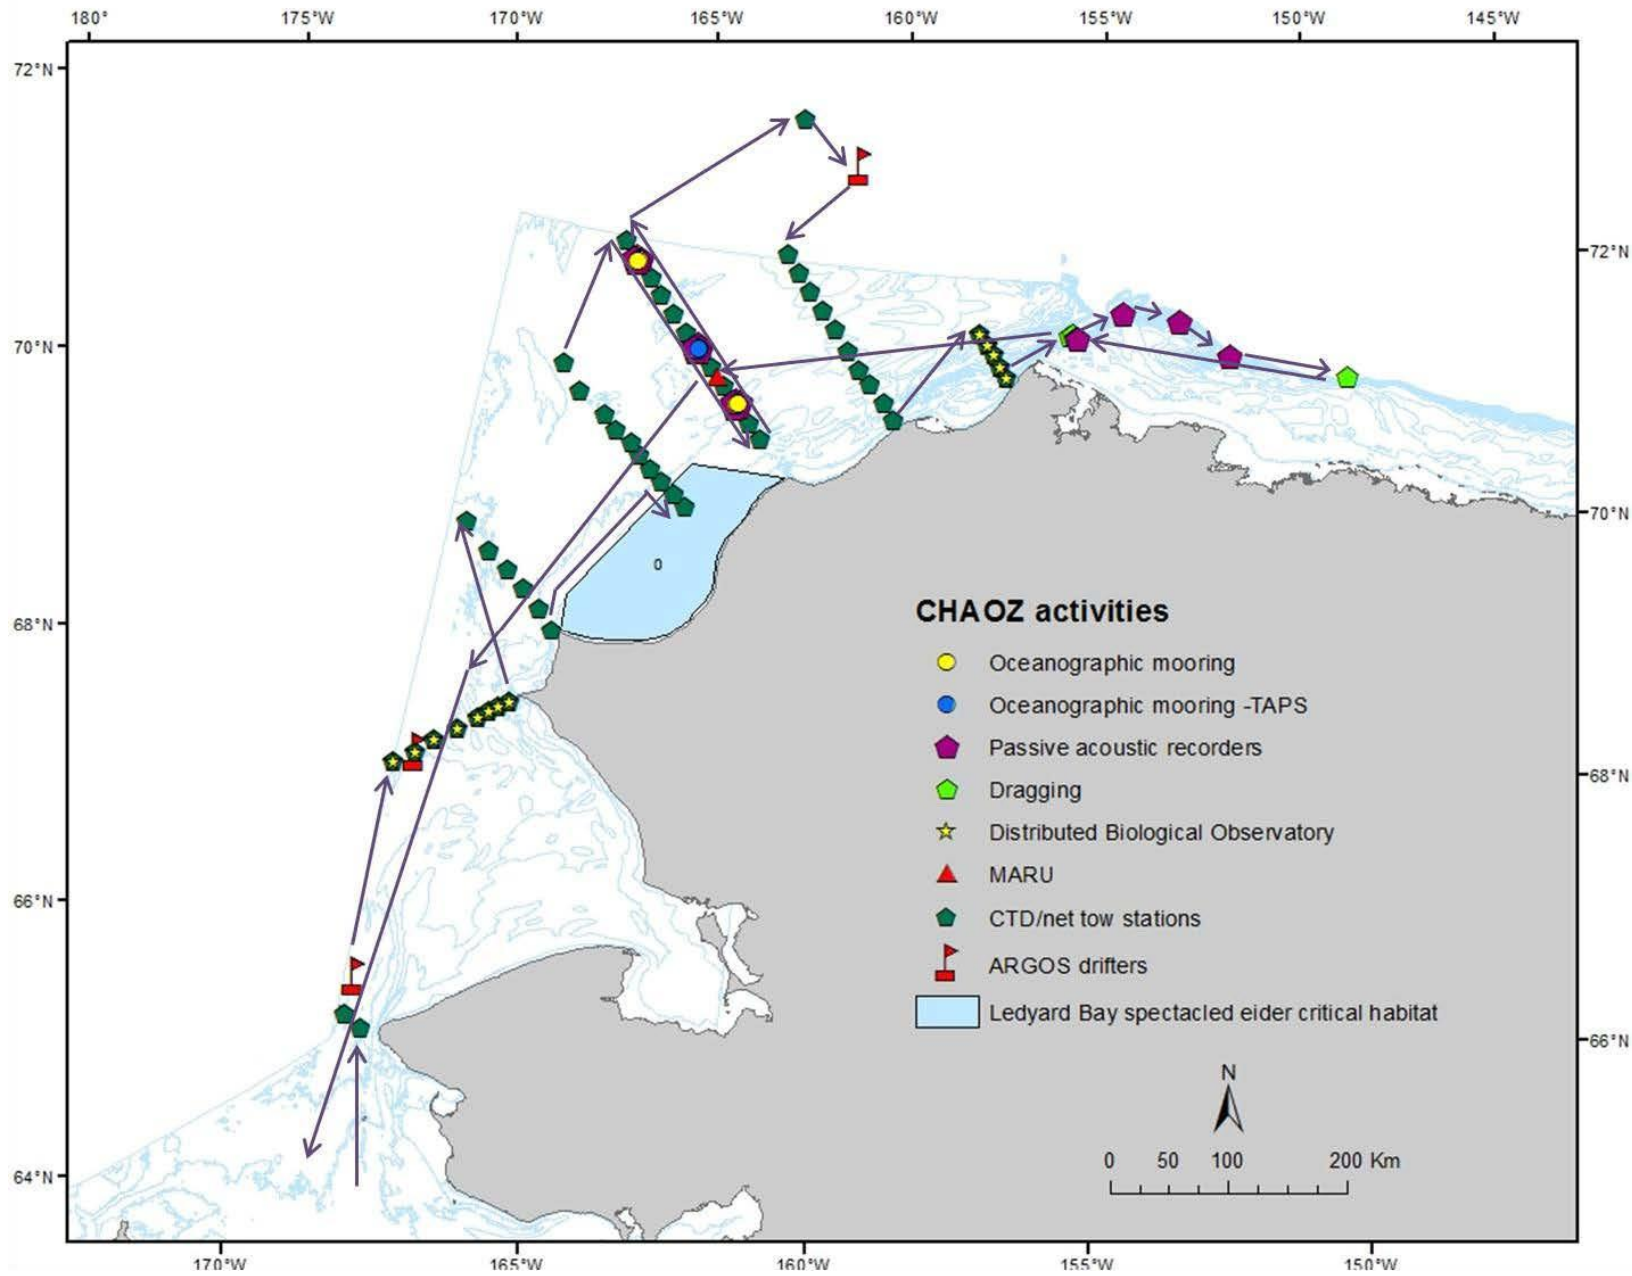 180° 175°W 170°W 165°W 160°W 155°W 150°W 145°W
72°N
72°N
70°N
70°N
0
68°N
CHAOZ activities
Oceanographic mooring
Oceanographic mooring -TAPS
Passive acoustic recorders
68°N
Dragging
Distributed Biological Observatory
MARU
66°N
CTD/net tow stations
ARGOS drifters
Ledyard Bay spectacled eider critical habitat
66°N
N
0 50 100 200 Km
64°N
170°W 165°W 160°W 155°W 150°W